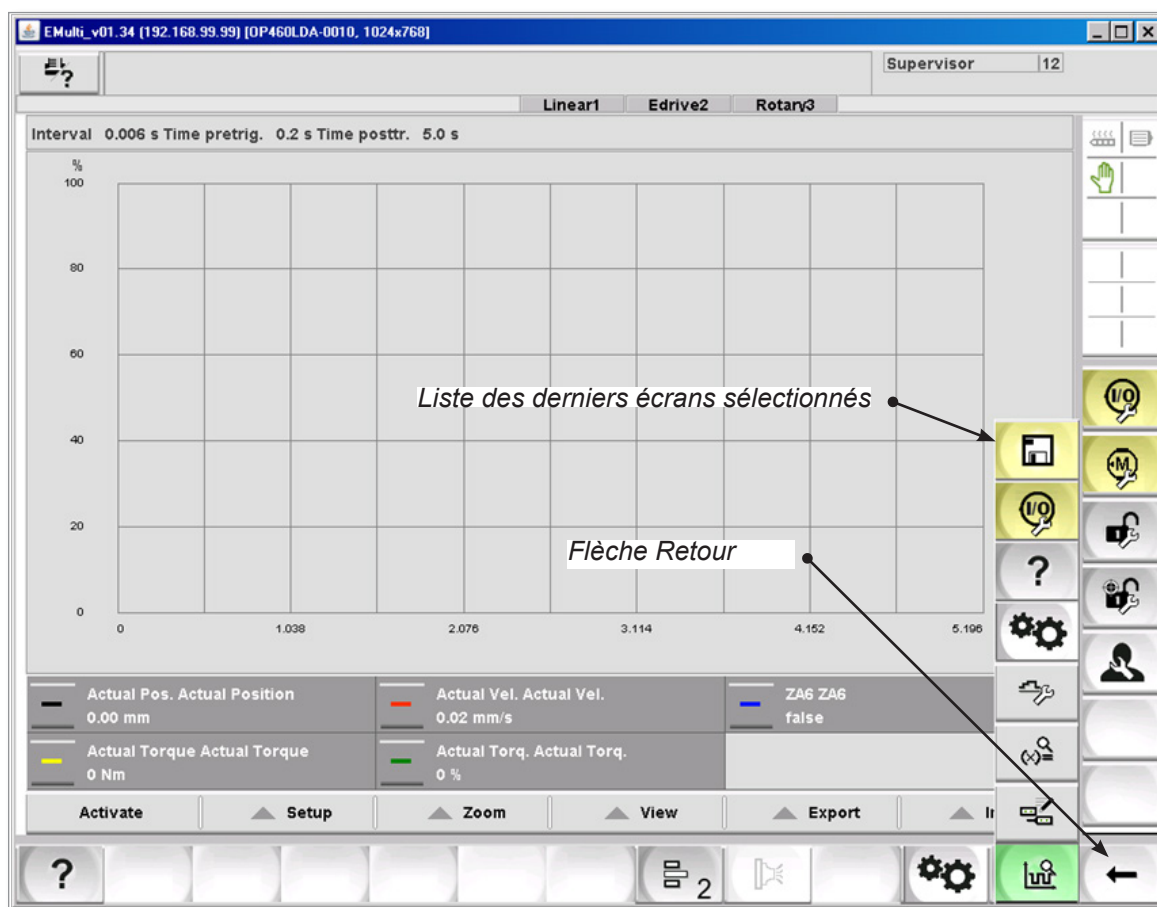 EMulti_v01.34 (192.168.99.99) [OP460LDA-0010, 1024x768]
?
Supervisor 12
Linear1 Edrive2 Rotary3
Interval 0.006 s Time pretrig. 0.2 s Time posttr. 5.0 s
%
100
80
60
Liste des derniers écrans sélectionnés
I/O
40
M
I/O
20
Flèche Retour
?
0
0 1.038 2.076 3.114 4.152 5.196
Actual Pos. Actual Position
0.00 mm
Actual Vel. Actual Vel.
0.02 mm/s
ZA6 ZA6
false
(x)=
Actual Torque Actual Torque
0 Nm
Actual Torq. Actual Torq.
0 %
Activate Setup Zoom View Export
? 2